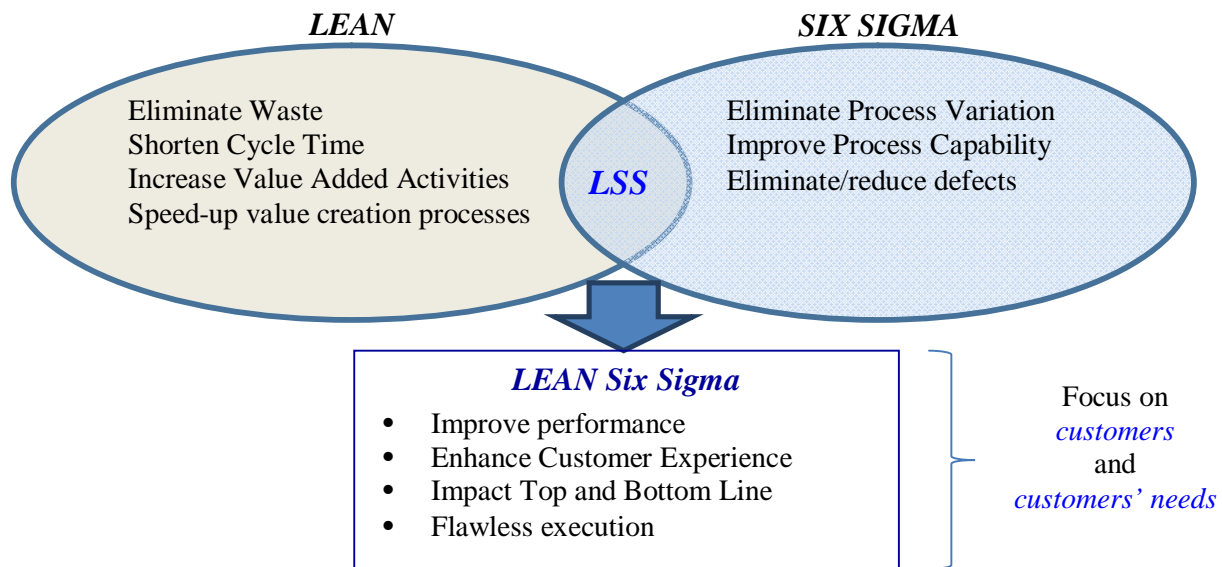 LEAN
SIX SIGMA
Eliminate Waste
Shorten Cycle Time
Increase Value Added Activities
Speed-up value creation processes
LSS
Eliminate Process Variation
Improve Process Capability
Eliminate/reduce defects
LEAN Six Sigma
• Improve performance
• Enhance Customer Experience
• Impact Top and Bottom Line
• Flawless execution
Focus on
customers
and
customers’ needs